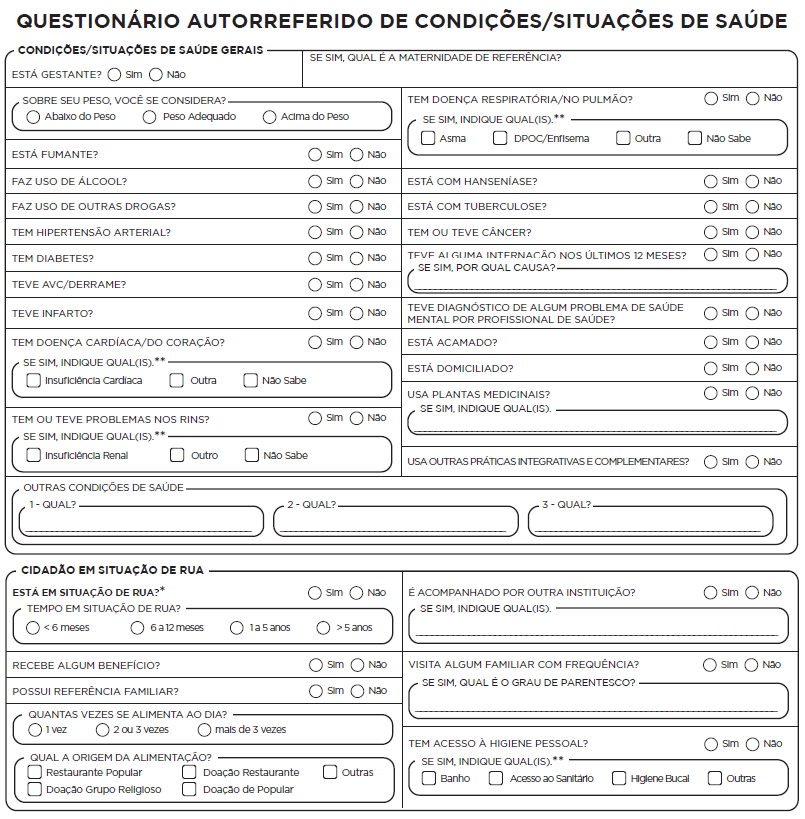 QUESTIONÁRIO AUTORREFERIDO DE CONDIÇÕES/SITUAÇÕES DE SAÚDE
CONDIÇÕES/SITUAÇÕES DE SAÚDE GERAIS
ESTÁ GESTANTE? Sim Não
SE SIM, QUAL É A MATERNIDADE DE REFERÊNCIA?
SOBRE SEU PESO, VOCÊ SE CONSIDERA?
Abaixo do Peso Peso Adequado Acima do Peso
ESTÁ FUMANTE? Sim Não
FAZ USO DE ÁLCOOL? Sim Não
FAZ USO DE OUTRAS DROGAS? Sim Não
TEM HIPERTENSÃO ARTERIAL? Sim Não
TEM DIABETES? Sim Não
TEVE AVC/DERRAME? Sim Não
TEVE INFARTO? Sim Não
TEM DOENÇA CARDÍACA/DO CORAÇÃO? Sim Não
SE SIM, INDIQUE QUAL(IS).**
Insuficiência Cardíaca Outra Não Sabe
TEM OU TEVE PROBLEMAS NOS RINS? Sim Não
SE SIM, INDIQUE QUAL(IS).**
Insuficiência Renal Outro Não Sabe
TEM DOENÇA RESPIRATÓRIA/NO PULMÃO? Sim Não
SE SIM, INDIQUE QUAL(IS).**
Asma DPOC/Enfisema Outra Não Sabe
ESTÁ COM HANSENÍASE? Sim Não
ESTÁ COM TUBERCULOSE? Sim Não
TEM OU TEVE CÂNCER? Sim Não
TEVE ALGUMA INTERNAÇÃO NOS ÚLTIMOS 12 MESES? Sim Não
SE SIM, POR QUAL CAUSA?
TEVE DIAGNÓSTICO DE ALGUM PROBLEMA DE SAÚDE
MENTAL POR PROFISSIONAL DE SAÚDE? Sim Não
ESTÁ ACAMADO? Sim Não
ESTÁ DOMICILIADO? Sim Não
USA PLANTAS MEDICINAIS? Sim Não
SE SIM, INDIQUE QUAL(IS).
USA OUTRAS PRÁTICAS INTEGRATIVAS E COMPLEMENTARES? Sim Não
OUTRAS CONDIÇÕES DE SAÚDE
1 - QUAL? 2 - QUAL? 3 - QUAL?
CIDADÃO EM SITUAÇÃO DE RUA
ESTÁ EM SITUAÇÃO DE RUA?* Sim Não
TEMPO EM SITUAÇÃO DE RUA?
< 6 meses 6 a 12 meses 1 a 5 anos > 5 anos
RECEBE ALGUM BENEFÍCIO? Sim Não
POSSUI REFERÊNCIA FAMILIAR? Sim Não
QUANTAS VEZES SE ALIMENTA AO DIA?
1 vez 2 ou 3 vezes mais de 3 vezes
QUAL A ORIGEM DA ALIMENTAÇÃO?
Restaurante Popular Doação Restaurante Outras
Doação Grupo Religioso Doação de Popular
É ACOMPANHADO POR OUTRA INSTITUIÇÃO? Sim Não
SE SIM, INDIQUE QUAL(IS).
VISITA ALGUM FAMILIAR COM FREQUÊNCIA? Sim Não
SE SIM, QUAL É O GRAU DE PARENTESCO?
TEM ACESSO À HIGIENE PESSOAL? Sim Não
SE SIM, INDIQUE QUAL(IS).**
Banho Acesso ao Sanitário Higiene Bucal Outras